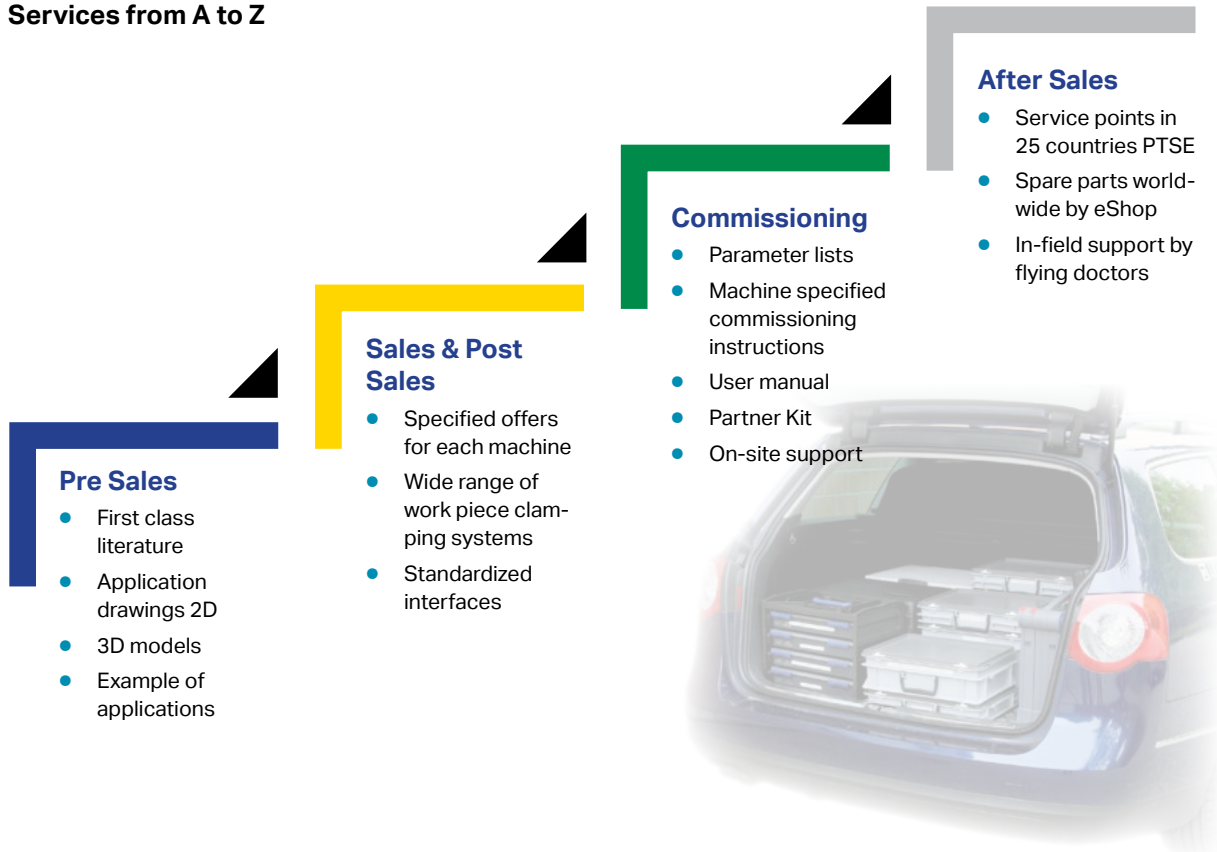 Services from A to Z
Pre Sales
First class
literature
Application
drawings 2D
3D models
Example of
applications
Sales & Post
Sales
Specified offers
for each machine
Wide range of
work piece clam-
ping systems
Standardized
interfaces
Commissioning
Parameter lists
Machine specified
commissioning
instructions
User manual
Partner Kit
On-site support
After Sales
Service points in
25 countries PTSE
Spare parts world-
wide by eShop
In-field support by
flying doctors